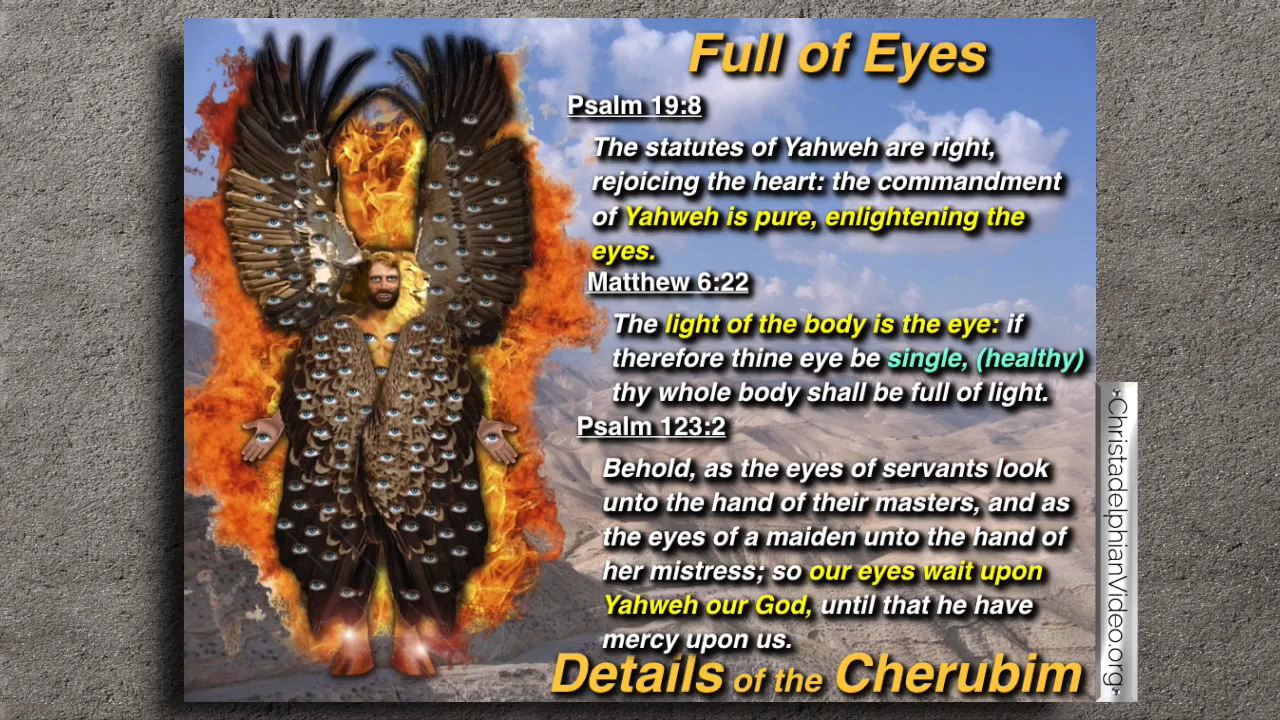 Full of Eyes
Psalm 19:8
The statutes of Yahweh are right,
rejoicing the heart: the commandment
of Yahweh is pure, enlightening the
eyes.
Matthew 6:22
The light of the body is the eye: if
therefore thine eye be single, (healthy)
thy whole body shall be full of light.
Psalm 123:2
Behold, as the eyes of servants look
unto the hand of their masters, and as
the eyes of a maiden unto the hand of
her mistress; so our eyes wait upon
Yahweh our God, until that he have
mercy upon us.
Details of the Cherubim
ChristadelphianVideo.org